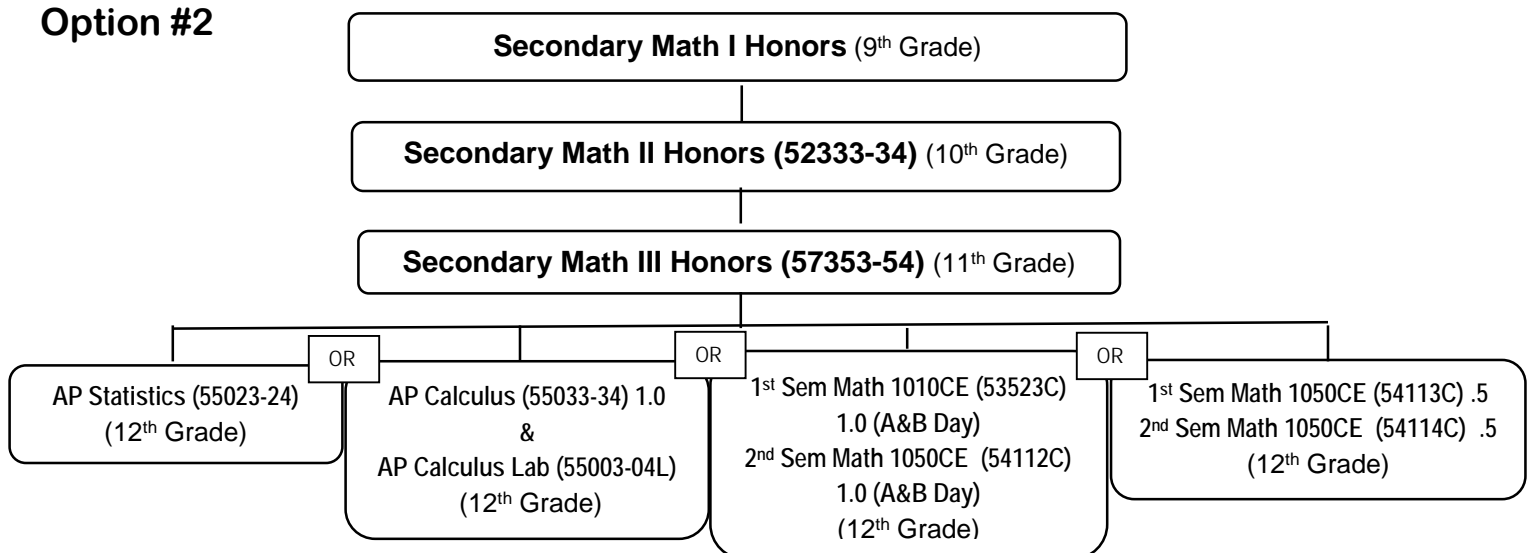 Option #2
Secondary Math I Honors (9th Grade)
Secondary Math II Honors (52333-34) (10th Grade)
Secondary Math III Honors (57353-54) (11th Grade)
OR
OR
OR
AP Statistics (55023-24)
(12th Grade)
AP Calculus (55033-34) 1.0
&
AP Calculus Lab (55003-04L)
(12th Grade)
1st Sem Math 1010CE (53523C)
1.0 (A&B Day)
2nd Sem Math 1050CE (54112C)
1.0 (A&B Day)
(12th Grade)
1st Sem Math 1050CE (54113C) .5
2nd Sem Math 1050CE (54114C) .5
(12th Grade)